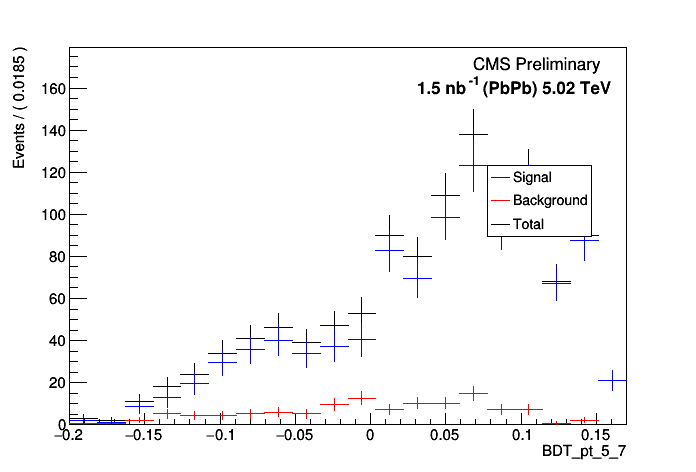 CMS Preliminary
1.5 nb-1 (PbPb) 5.02 TeV
Events / ( 0.0185 )
160
140
120
100
80
60
40
20
0
Signal
Background
Total
−0.2 −0.15 −0.1 −0.05 0 0.05 0.1 0.15
BDT_pt_5_7